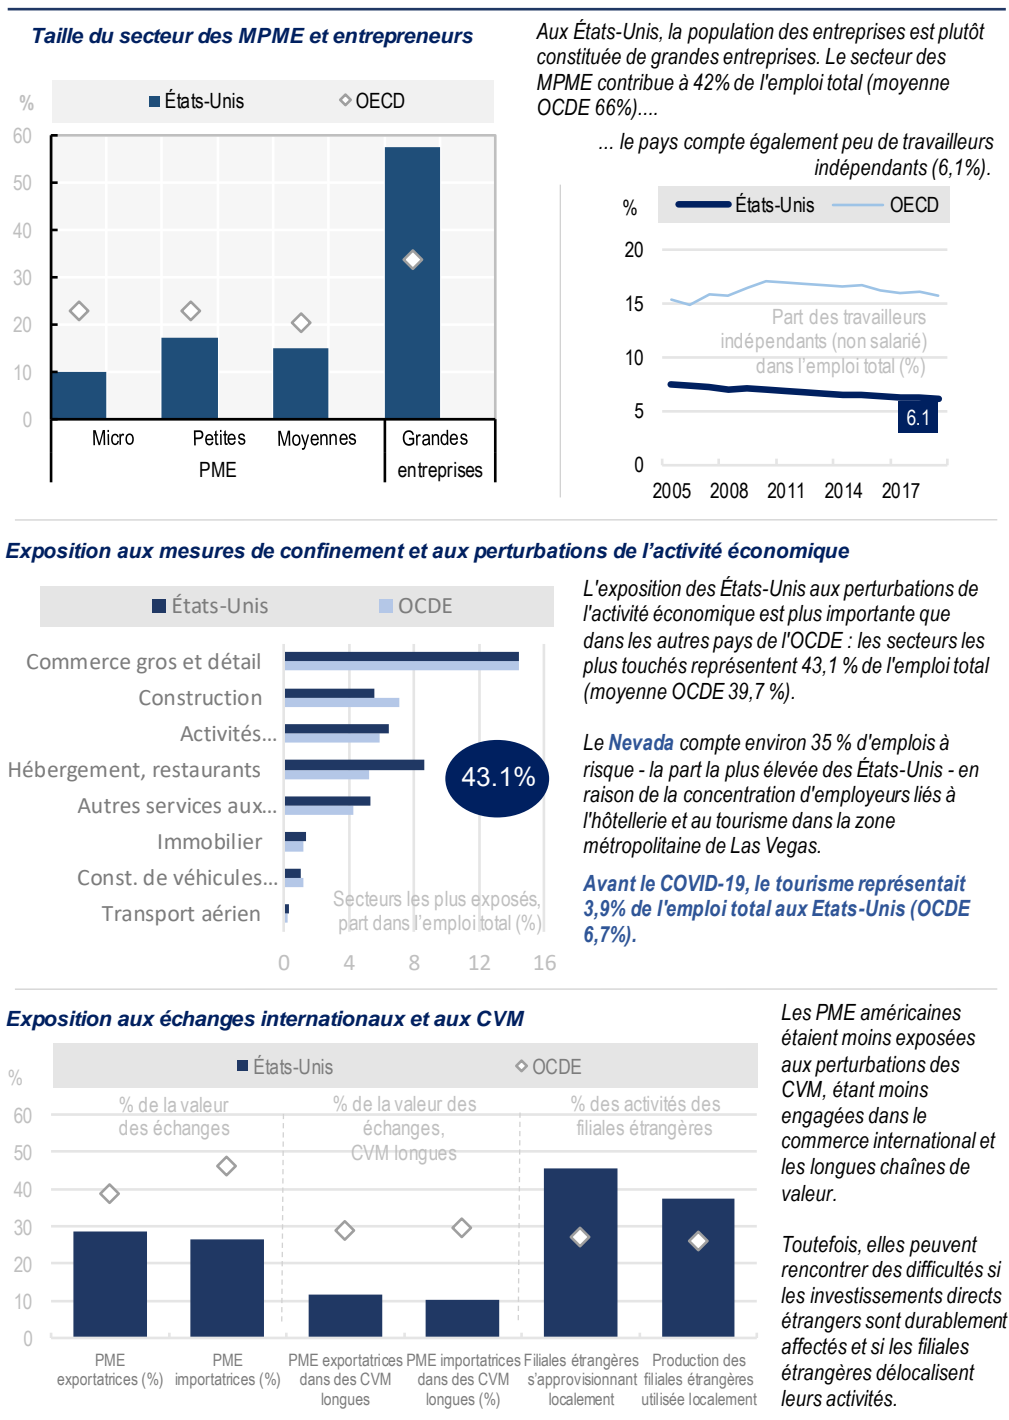 Taille du secteur des MPME et entrepreneurs
États-Unis
OECD
%
60
50
40
30
20
10
0
Micro
Petites
Moyennes
Grandes
PME
entreprises
Aux États-Unis, la population des entreprises est plutôt
constituée de grandes entreprises. Le secteur des
MPME contribue à 42% de l'emploi total (moyenne
OCDE 66%)....
... le pays compte également peu de travailleurs
indépendants (6,1%).
%
États-Unis
OECD
20
15
10
5
0
Part des travailleurs
indépendants (non salarié)
dans l'emploi total (%)
6.1
2005
2008
2011
2014
2017
Exposition aux mesures de confinement et aux perturbations de l'activité économique
États-Unis
OCDE
Commerce gros et détail
Construction
Activités...
Hébergement, restaurants
Autres services aux...
Immobilier
Const. de véhicules...
Transport aérien
43.1%
Secteurs les plus exposés,
part dans l'emploi total (%)
0
4
8
12
16
L'exposition des États-Unis aux perturbations de
l'activité économique est plus importante que
dans les autres pays de l'OCDE : les secteurs les
plus touchés représentent 43,1 % de l'emploi total
(moyenne OCDE 39,7 %).
Le Nevada compte environ 35 % d'emplois à
risque - la part la plus élevée des États-Unis - en
raison de la concentration d'employeurs liés à
l'hôtellerie et au tourisme dans la zone
métropolitaine de Las Vegas.
Avant le COVID-19, le tourisme représentait
3,9% de l'emploi total aux Etats-Unis (OCDE
6,7%).
Exposition aux échanges internationaux et aux CVM
%
États-Unis
OCDE
60
50
40
30
20
10
0
% de la valeur
des échanges
% de la valeur des
échanges,
CVM longues
% des activités des
filiales étrangères
PME
exportatrices (%)
PME
importatrices (%)
PME exportatrices
dans des CVM
longues
PME importatrices
dans des CVM
longues (%)
Filiales étrangères
s'approvisionnant
localement
Production des
filiales étrangères
utilisée localement
Les PME américaines
étaient moins exposées
aux perturbations des
CVM, étant moins
engagées dans le
commerce international et
les longues chaînes de
valeur.
Toutefois, elles peuvent
rencontrer des difficultés si
les investissements directs
étrangers sont durablement
affectés et si les filiales
étrangères délocalisent
leurs activités.